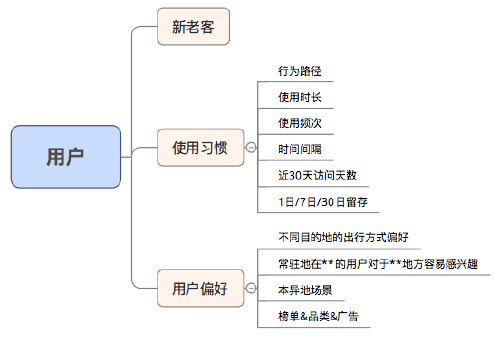 用户
新老客
使用习惯
行为路径
使用时长
使用频次
时间间隔
近30天访问天数
1日/7日/30日留存
用户偏好
不同目的地的出行方式偏好
常驻地在**的用户对于**地方容易感兴趣
本异地场景
榜单&品类&广告